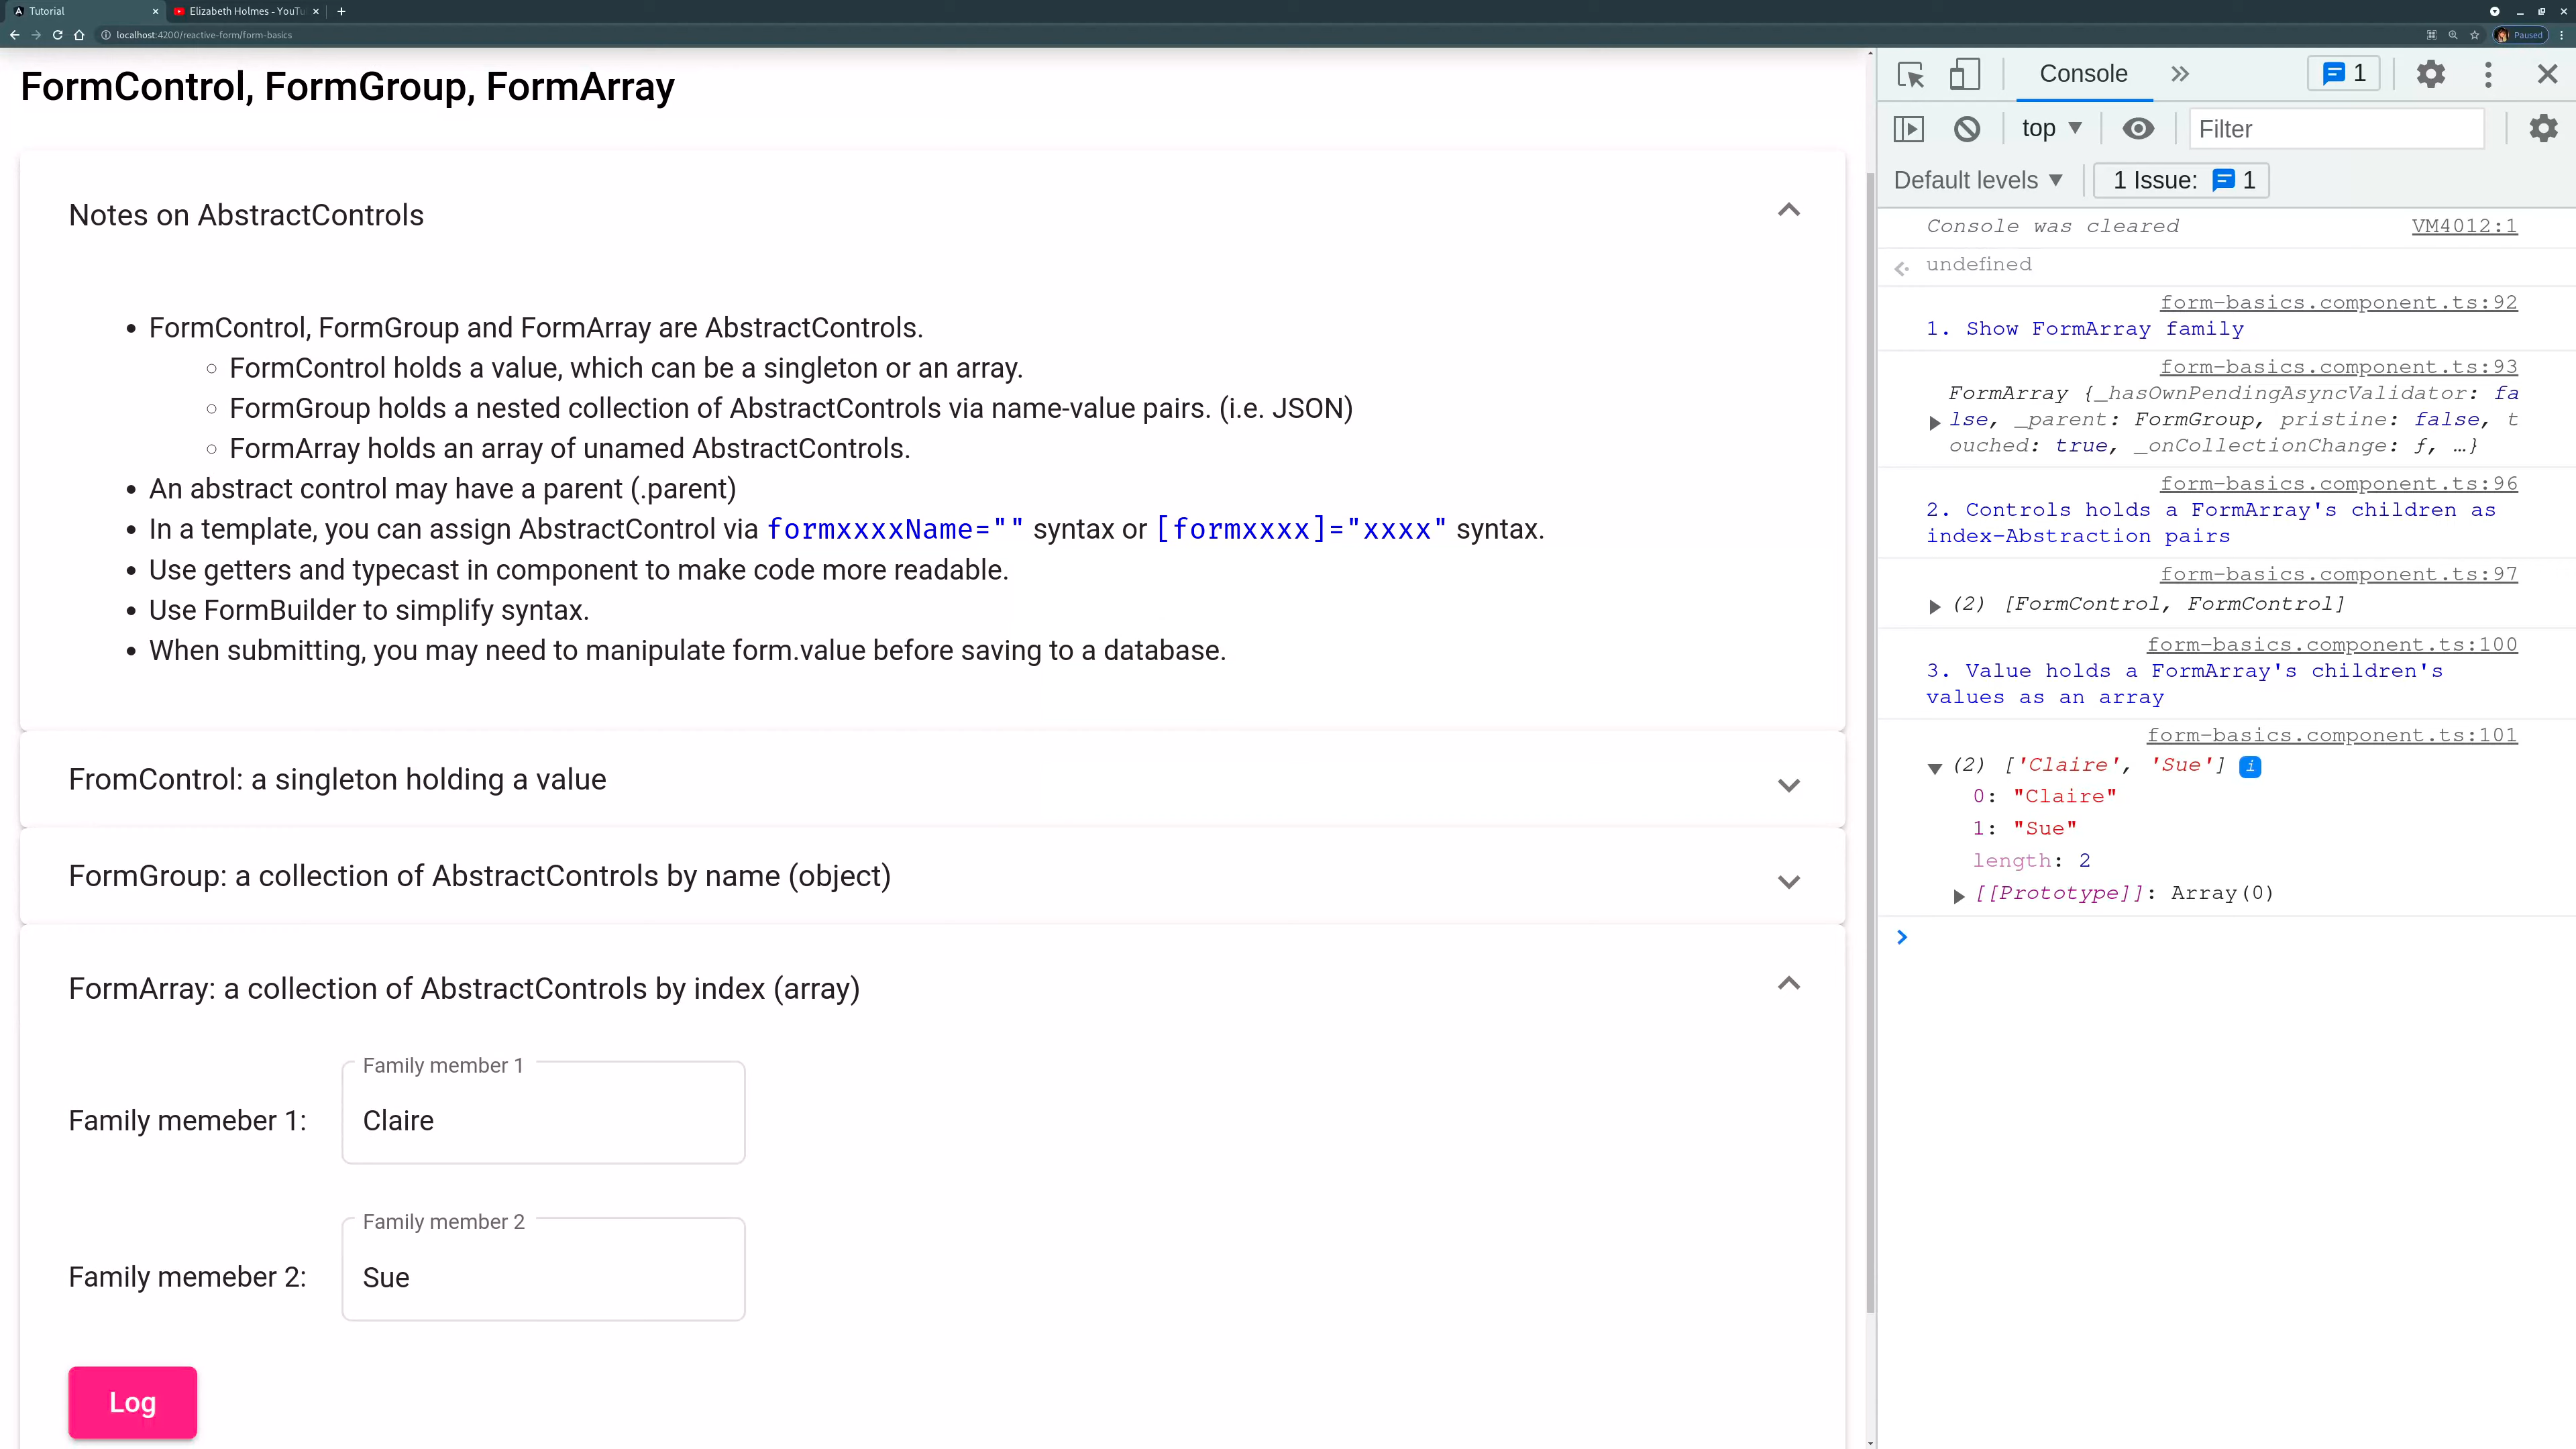 Tutorial
Elizabeth Holmes - YouTu
localhost:4200/reactive-form/form-basics
Paused
FormControl, FormGroup, FormArray
Notes on AbstractControls
• FormControl, FormGroup and FormArray are AbstractControls.
◦ FormControl holds a value, which can be a singleton or an array.
◦ FormGroup holds a nested collection of AbstractControls via name-value pairs. (i.e. JSON)
◦ FormArray holds an array of unamed AbstractControls.
• An abstract control may have a parent (.parent)
• In a template, you can assign AbstractControl via formxxxxName="" syntax or [formxxxx]="xxxx" syntax.
• Use getters and typecast in component to make code more readable.
• Use FormBuilder to simplify syntax.
• When submitting, you may need to manipulate form.value before saving to a database.
FromControl: a singleton holding a value
FormGroup: a collection of AbstractControls by name (object)
FormArray: a collection of AbstractControls by index (array)
Family member 1
Family memeber 1: Claire
Family member 2
Family memeber 2: Sue
Log
Console
1
top
Filter
Default levels
1 Issue: 1
Console was cleared VM4012:1
undefined
form-basics.component.ts:92
1. Show FormArray family
form-basics.component.ts:93
FormArray {_hasOwnPendingAsyncValidator: fa
lse, _parent: FormGroup, pristine: false, t
ouched: true, _onCollectionChange: ƒ, …}
form-basics.component.ts:96
2. Controls holds a FormArray's children as
index-Abstraction pairs
form-basics.component.ts:97
(2) [FormControl, FormControl]
form-basics.component.ts:100
3. Value holds a FormArray's children's
values as an array
form-basics.component.ts:101
(2) ['Claire', 'Sue'] i
0: "Claire"
1: "Sue"
length: 2
[[Prototype]]: Array(0)